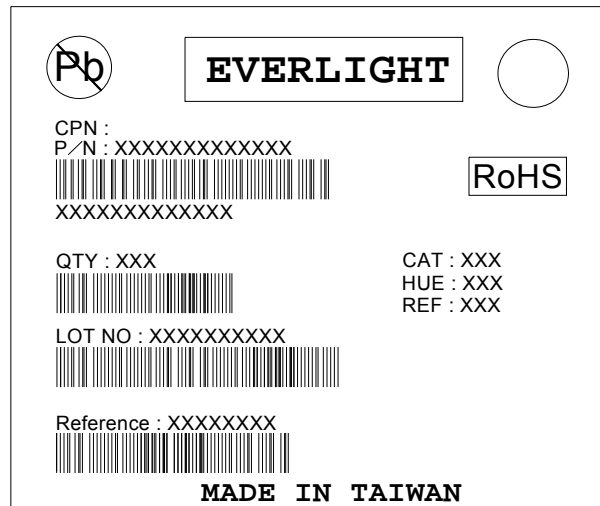 Pb
EVERLIGHT
CPN :
P/N : XXXXXXXXXXXXX
RoHS
XXXXXXXXXXXXX
QTY : XXX
CAT : XXX
HUE : XXX
REF : XXX
LOT NO : XXXXXXXXXX
Reference : XXXXXXXX
MADE IN TAIWAN